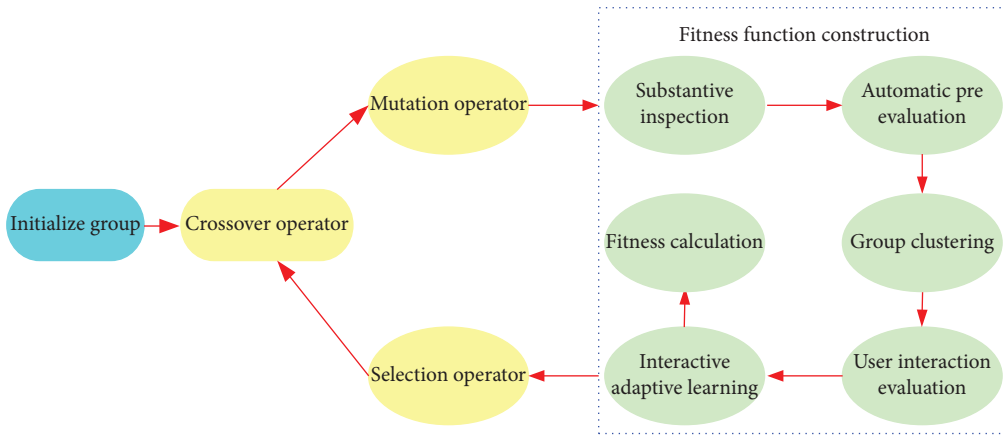 Fitness function construction
Mutation operator
Substantive
inspection
Automatic pre
evaluation
Initialize group
Crossover operator
Fitness calculation
Group clustering
Selection operator
Interactive
adaptive learning
User interaction
evaluation